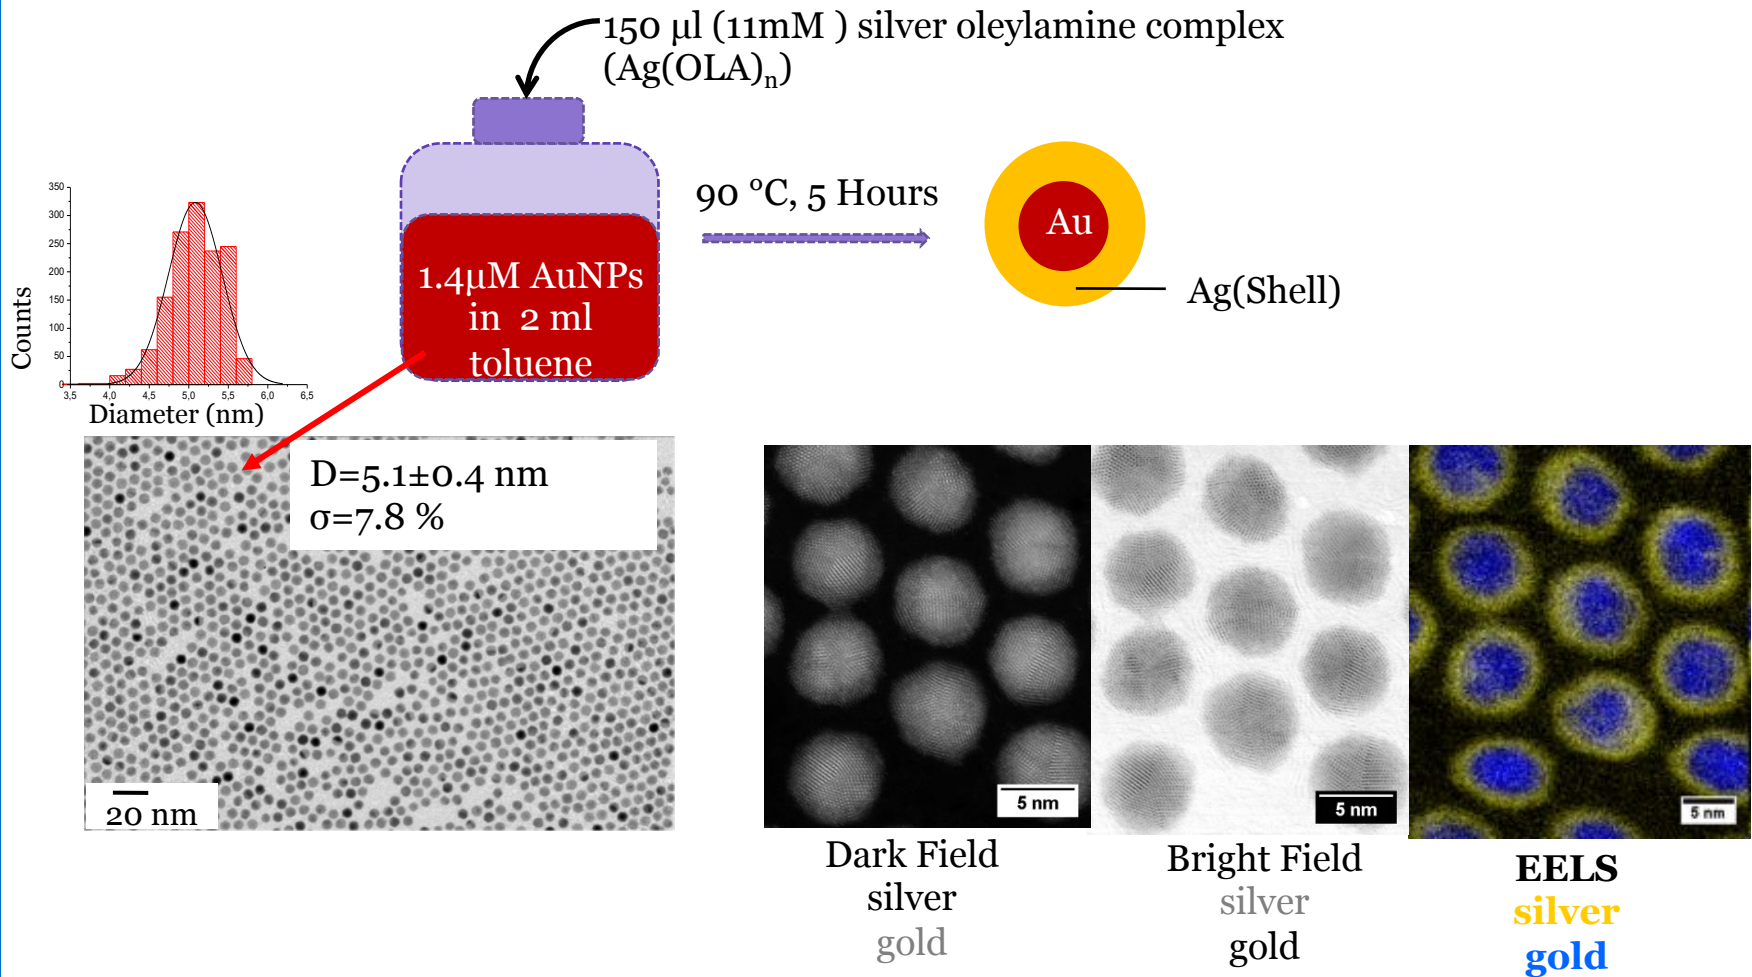 150 µl (11mM ) silver oleylamine complex
(Ag(OLA)n)
90 °C, 5 Hours
Au
Ag(Shell)
1.4µM AuNPs
in 2 ml
toluene
Counts
350
300
250
200
150
100
50
0
3,5 4,0 4,5 5,0 5,5 6,0 6,5
Diameter (nm)
D=5.1±0.4 nm
σ=7.8 %
20 nm
5 nm
5 nm
5 nm
Dark Field
silver
gold
Bright Field
silver
gold
EELS
silver
gold